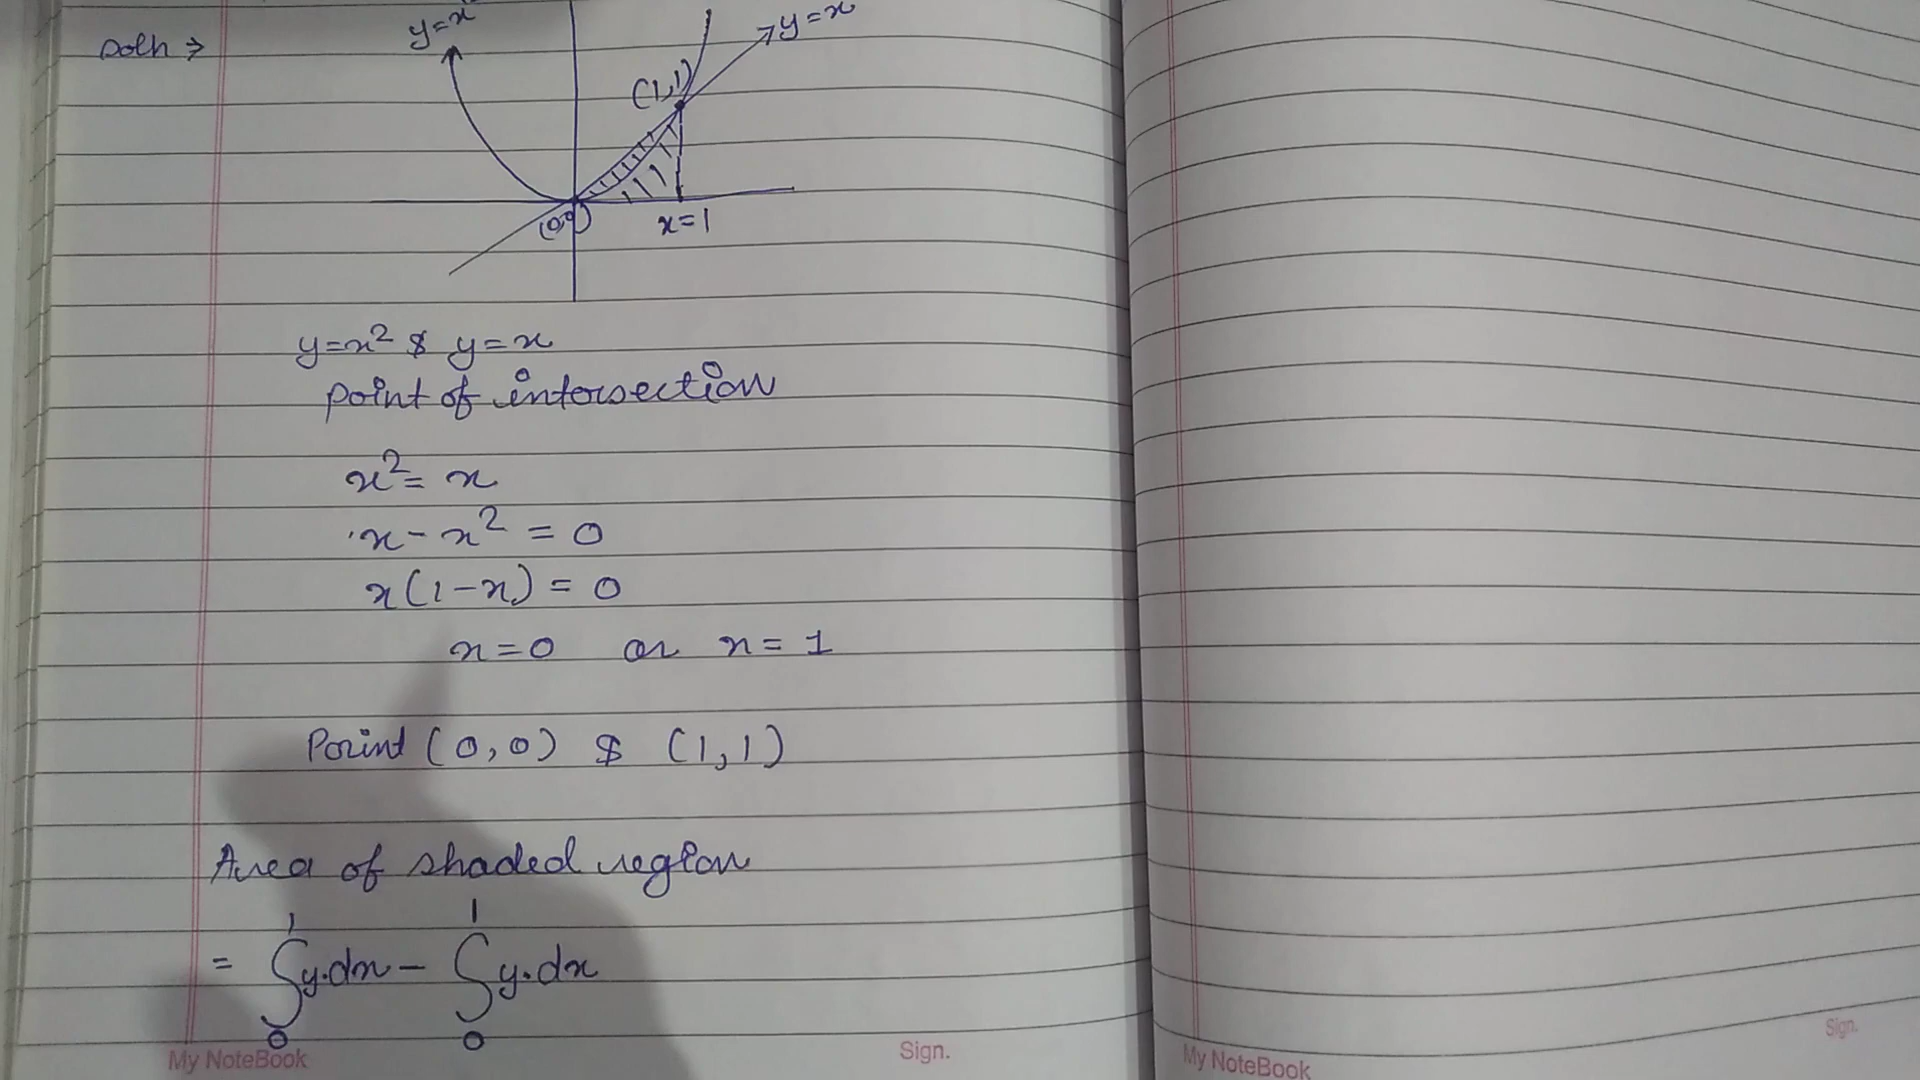 Soln ⇒
y=x
y=x
(1,1)
(0,0)
x=1
y=x² & y=x
Point of intersection
x² = x
x - x² = 0
x(1-x) = 0
x=0 or x=1
Point (0,0) & (1,1)
Area of shaded region
= ∫₀¹ y.dx - ∫₀¹ y.dx
My NoteBook
Sign.
My NoteBook
Sign.